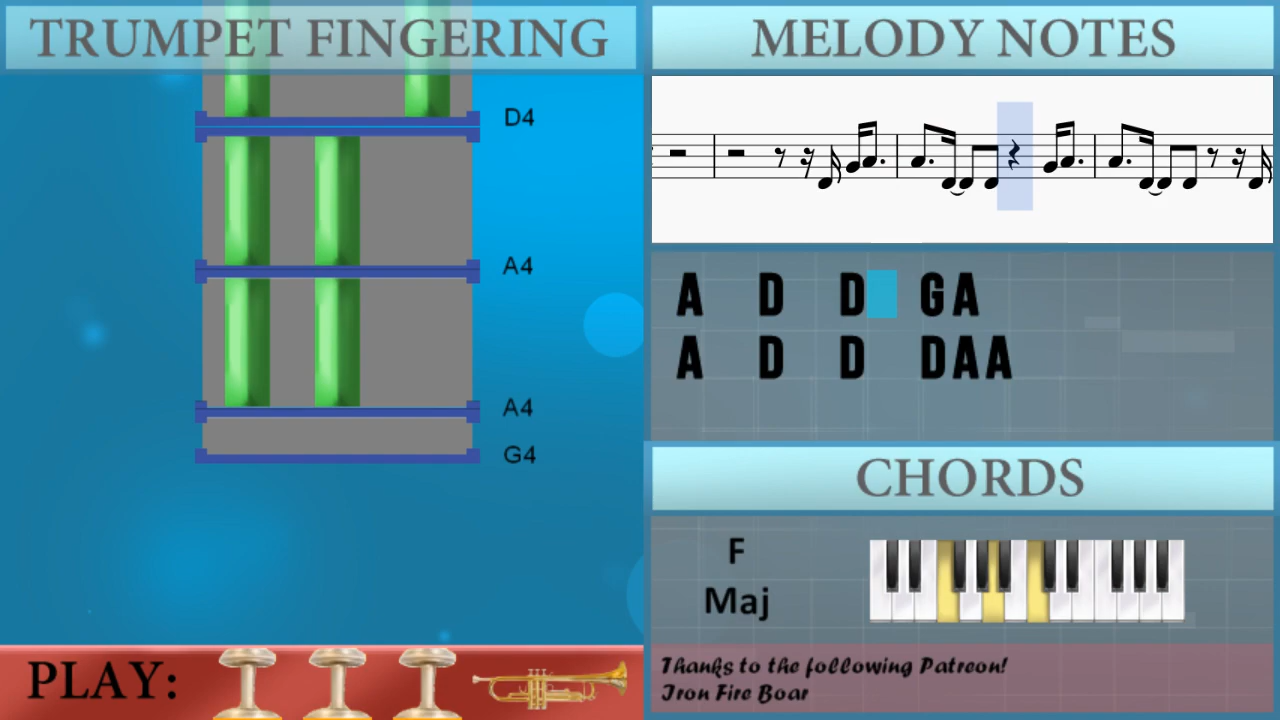 TRUMPET FINGERING
D4
A4
A4
G4
PLAY:
MELODY NOTES
A D D GA
A D D DAA
CHORDS
F
Maj
Thanks to the following Patreon!
Iron Fire Boar